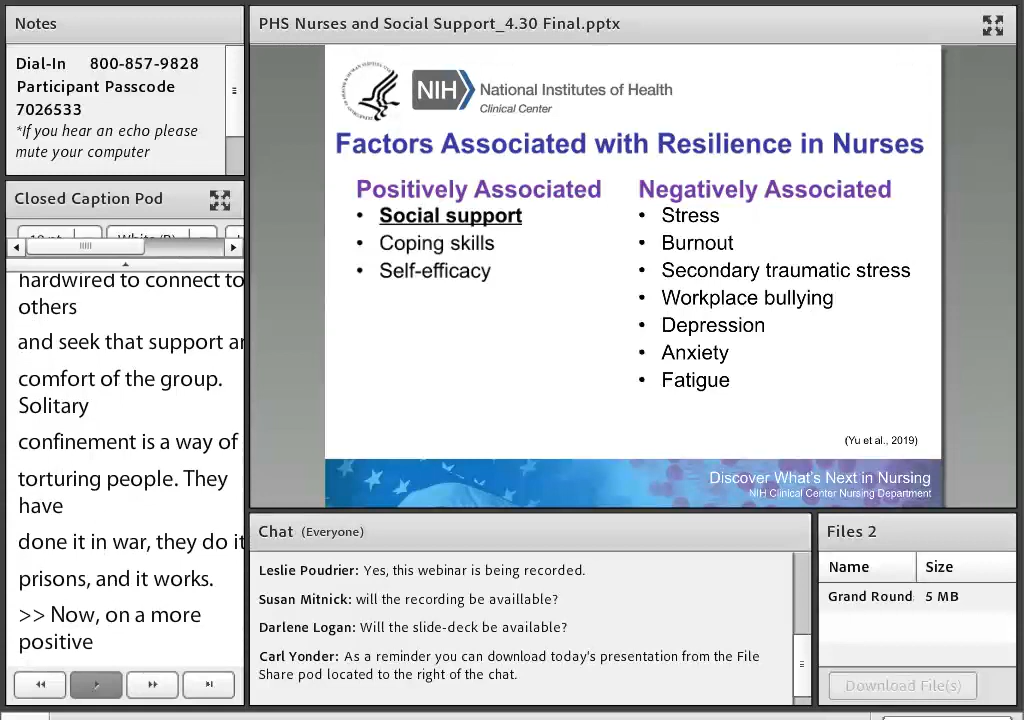 Notes
Dial-In 800-857-9828
Participant Passcode
7026533
*If you hear an echo please
mute your computer
Closed Caption Pod
hardwired to connect to
others
and seek that support
comfort of the group.
Solitary
confinement is a way of
torturing people. They
have
done it in war, they do it
prisons, and it works.
>> Now, on a more
positive
PHS Nurses and Social Support_4.30 Final.pptx
NIH
National Institutes of Health
Clinical Center
Factors Associated with Resilience in Nurses
Positively Associated
• Social support
• Coping skills
• Self-efficacy
Negatively Associated
• Stress
• Burnout
• Secondary traumatic stress
• Workplace bullying
• Depression
• Anxiety
• Fatigue
(Yu et al., 2019)
Discover What's Next in Nursing
NIH Clinical Center Nursing Department
Chat (Everyone)
Leslie Poudrier: Yes, this webinar is being recorded.
Susan Mitnick: will the recording be availlable?
Darlene Logan: Will the slide-deck be available?
Carl Yonder: As a reminder you can download today's presentation from the File
Share pod located to the right of the chat.
Files 2
Name Size
Grand Round 5 MB
Download File(s)